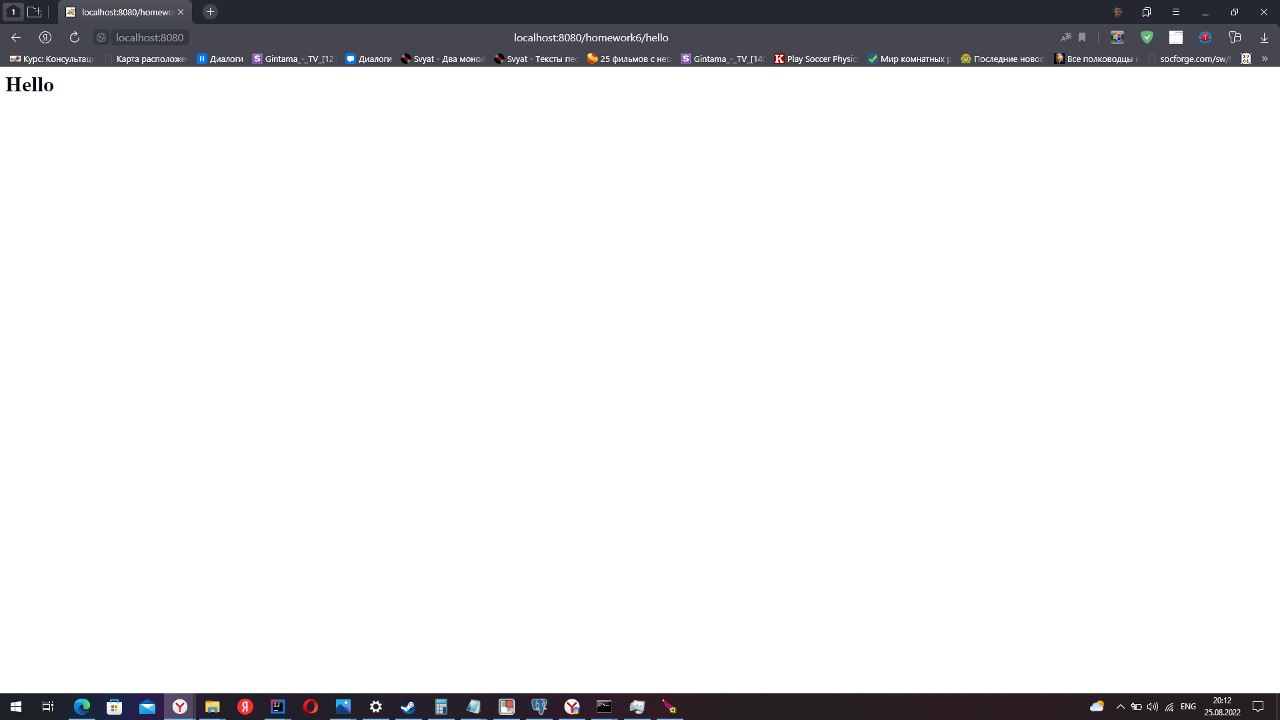 1 localhost:8080/homewo
localhost:8080 localhost:8080/homework6/hello
Курс: Консультаци Карта расположе Диалоги Gintama_-_TV_[12 Диалоги Svyat - Два моно Svyat - Тексты пес 25 фильмов с нео Gintama_-_TV_[140 Play Soccer Physic Мир комнатных р Последние новос Все полководцы socforge.com/sw/f »
Hello
20:12
ENG
25.08.2022